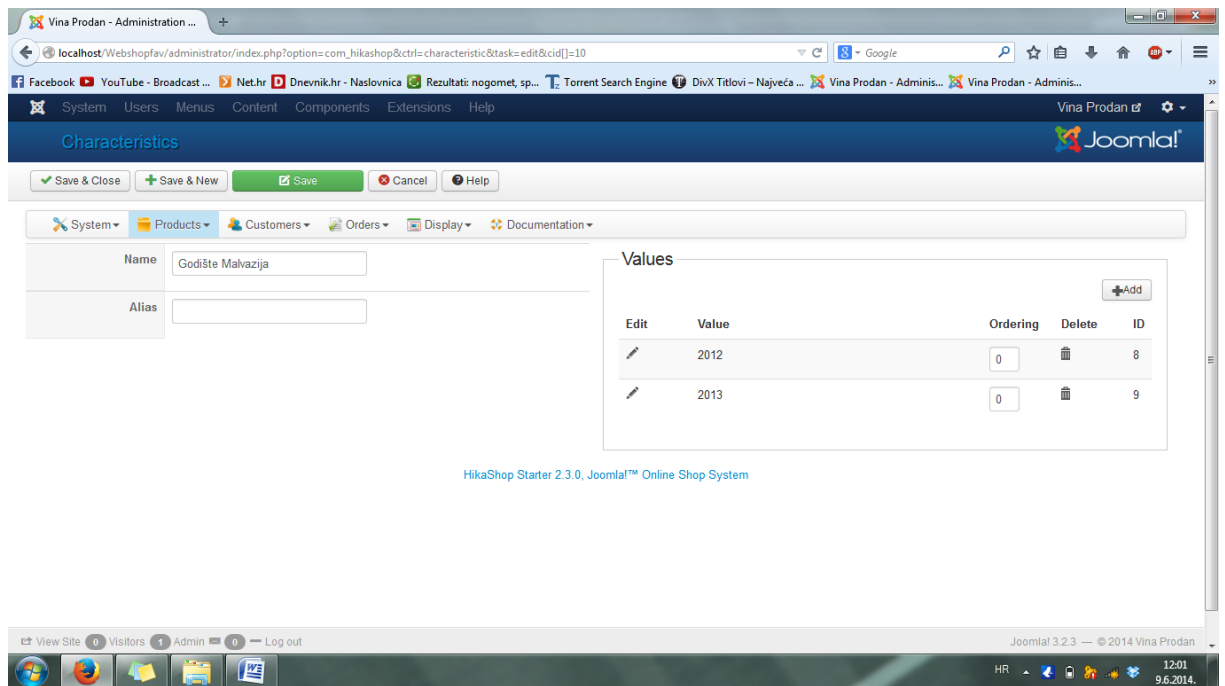 Vina Prodan - Administration ...
localhost/Webshopfav/administrator/index.php?option=com_hikashop&ctrl=characteristic&task=edit&cid[]=10
8 Google
ABP
Facebook YouTube - Broadcast ... Net.hr Dnevnik.hr - Naslovnica Rezultati: nogomet, sp... Torrent Search Engine DivX Titlovi – Najveća ... Vina Prodan - Adminis... Vina Prodan - Adminis... »
System Users Menus Content Components Extensions Help Vina Prodan
Characteristics Joomla!
Save & Close Save & New Save Cancel Help
System Products Customers Orders Display Documentation
Name Godište Malvazija
Alias
Values
Add
Edit Value Ordering Delete ID
2012 0 8
2013 0 9
HikaShop Starter 2.3.0, Joomla!™ Online Shop System
View Site 0 Visitors 1 Admin 0 Log out Joomla! 3.2.3 — © 2014 Vina Prodan
HR 12:01
9.6.2014.